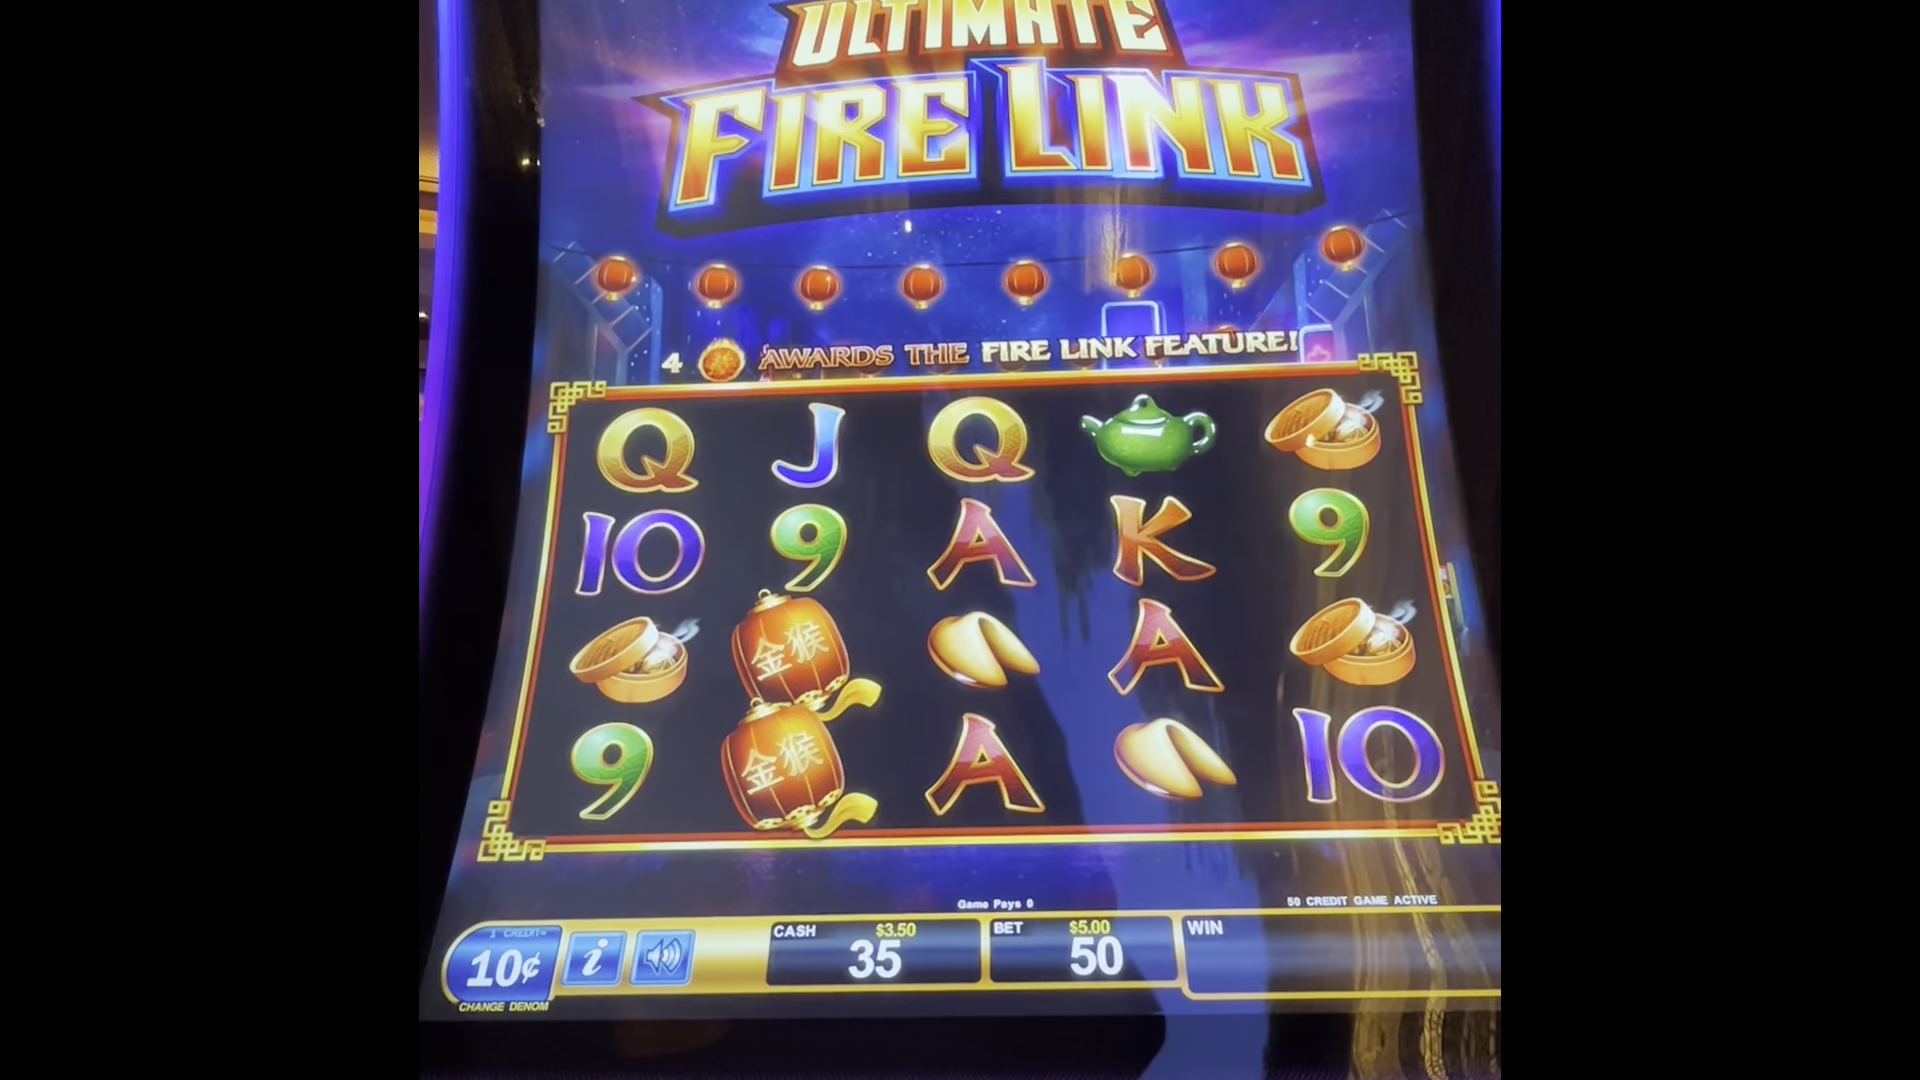 ULTIMATE
FIRE LINK
4 AWARDS THE FIRE LINK FEATURE!
Q J Q
10 9 A K 9
金猴 A
9 金猴 A 10
Game Pays 0
50 CREDIT GAME ACTIVE
1 CREDIT=
10¢
CHANGE DENOM
i
CASH $3.50
35
BET $5.00
50
WIN